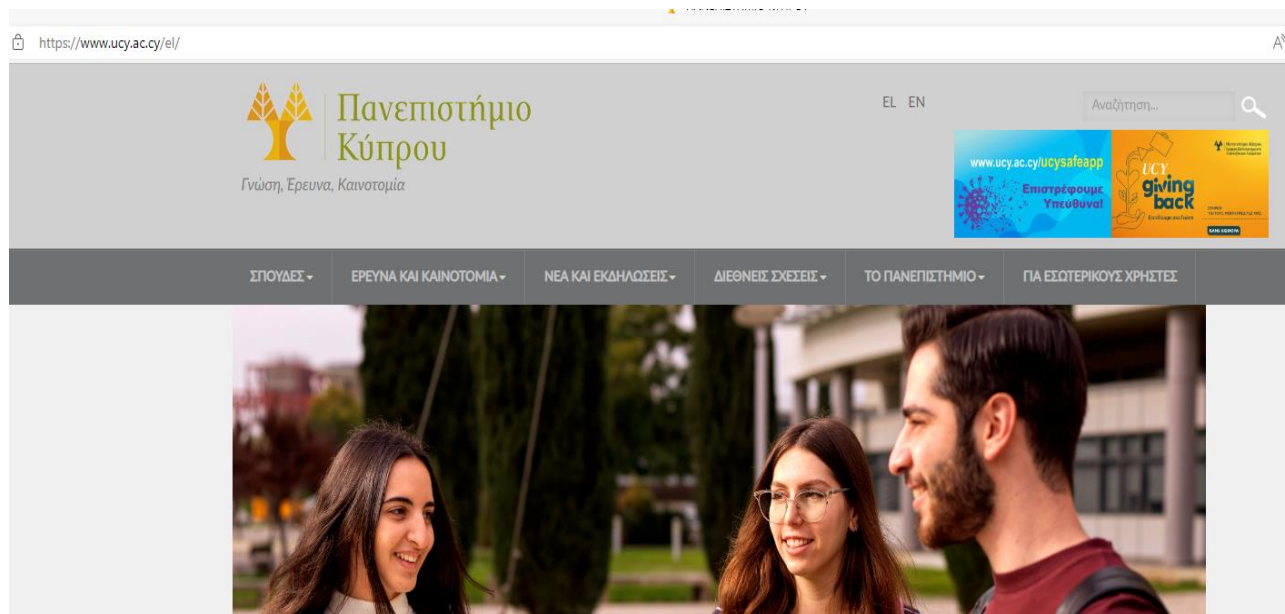 https://www.ucy.ac.cy/el/
Πανεπιστήμιο
Κύπρου
Γνώση, Έρευνα, Καινοτομία
EL EN
Αναζήτηση...
www.ucy.ac.cy/ucysafeapp
Επιστρέφουμε
Υπεύθυνα!
UCY
giving
back
ΣΠΟΥΔΕΣ
ΕΡΕΥΝΑ ΚΑΙ ΚΑΙΝΟΤΟΜΙΑ
ΝΕΑ ΚΑΙ ΕΚΔΗΛΩΣΕΙΣ
ΔΙΕΘΝΕΙΣ ΣΧΕΣΕΙΣ
ΤΟ ΠΑΝΕΠΙΣΤΗΜΙΟ
ΓΙΑ ΕΣΩΤΕΡΙΚΟΥΣ ΧΡΗΣΤΕΣ